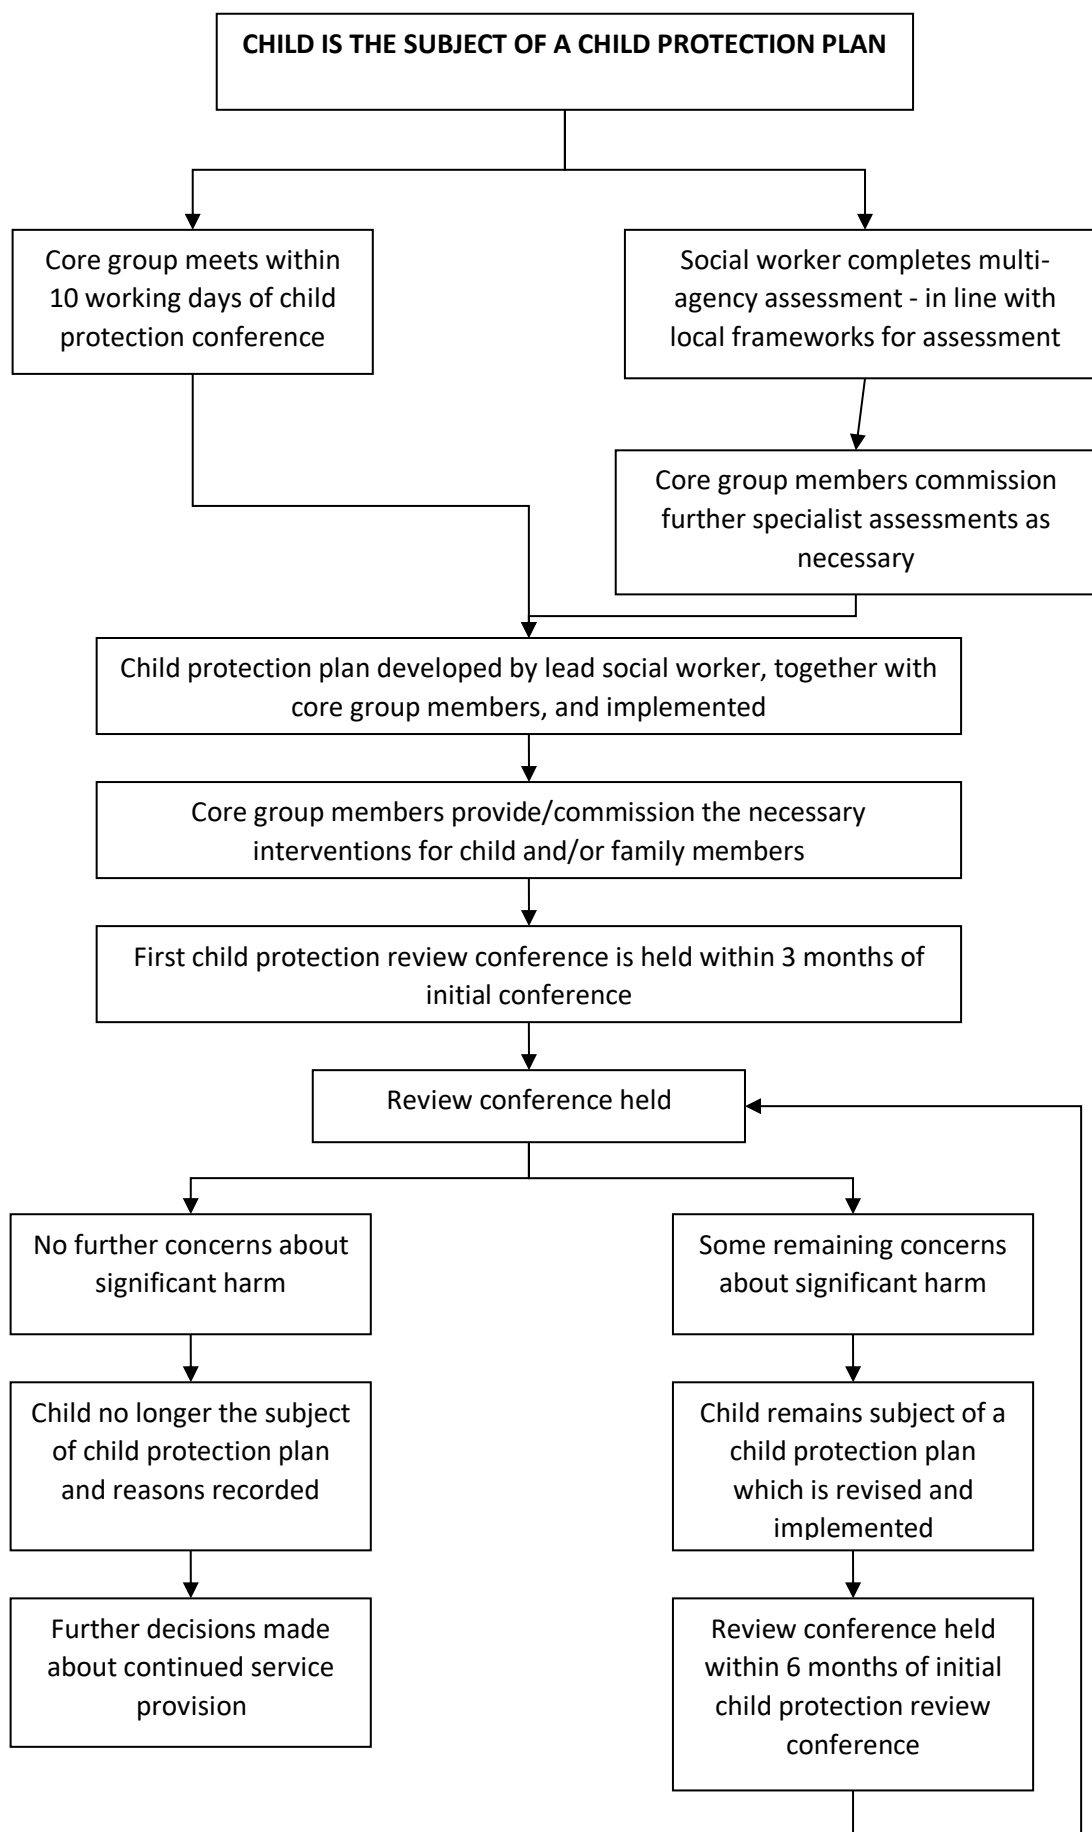 CHILD IS THE SUBJECT OF A CHILD PROTECTION PLAN
Core group meets within
10 working days of child
protection conference
Social worker completes multi-
agency assessment - in line with
local frameworks for assessment
Core group members commission
further specialist assessments as
necessary
Child protection plan developed by lead social worker, together with
core group members, and implemented
Core group members provide/commission the necessary
interventions for child and/or family members
First child protection review conference is held within 3 months of
initial conference
Review conference held
No further concerns about
significant harm
Some remaining concerns
about significant harm
Child no longer the subject
of child protection plan
and reasons recorded
Child remains subject of a
child protection plan
which is revised and
implemented
Further decisions made
about continued service
provision
Review conference held
within 6 months of initial
child protection review
conference